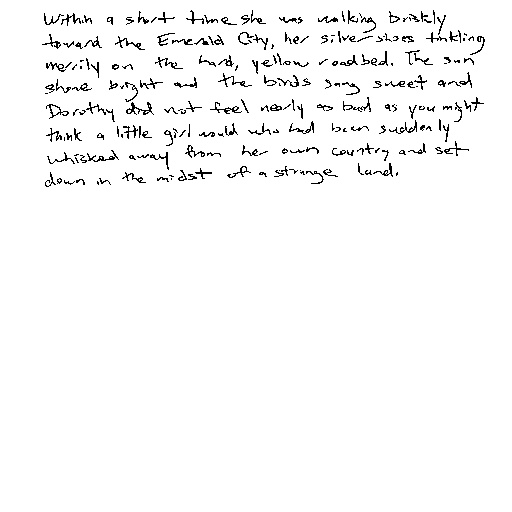 Within a short time she was walking briskly
toward the Emerald City, her silver shoes tinkling
merrily on the hard, yellow roadbed. The sun
shone bright and the birds sang sweet and
Dorothy did not feel nearly as bad as you might
think a little girl would who had been suddenly
whisked away from her own country and set
down in the midst of a strange land.